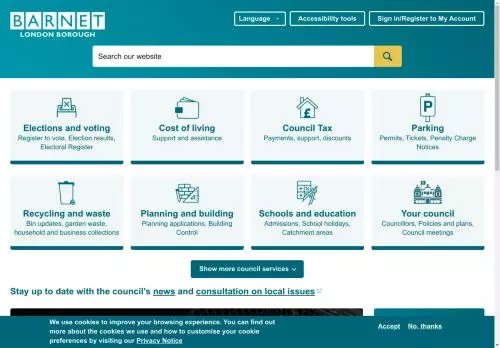 BARNET
LONDON BOROUGH
Language
Accessibility tools
Sign in/Register to My Account
Search our website
Elections and voting
Register to vote, Election results,
Electoral Register
Cost of living
Support and assistance
Council Tax
Payments, support, discounts
Parking
Permits, Tickets, Penalty Charge
Notices
Recycling and waste
Bin updates, garden waste,
household and business collections
Planning and building
Planning applications, Building
Control
Schools and education
Admissions, School holidays,
Catchment areas
Your council
Councillors, Policies and plans,
Council meetings
Show more council services
Stay up to date with the council's news and consultation on local issues
We use cookies to improve your browsing experience. You can find out
more about the cookies we use and how to customise your cookie
preferences by visiting our Privacy Notice
Accept
No, thanks